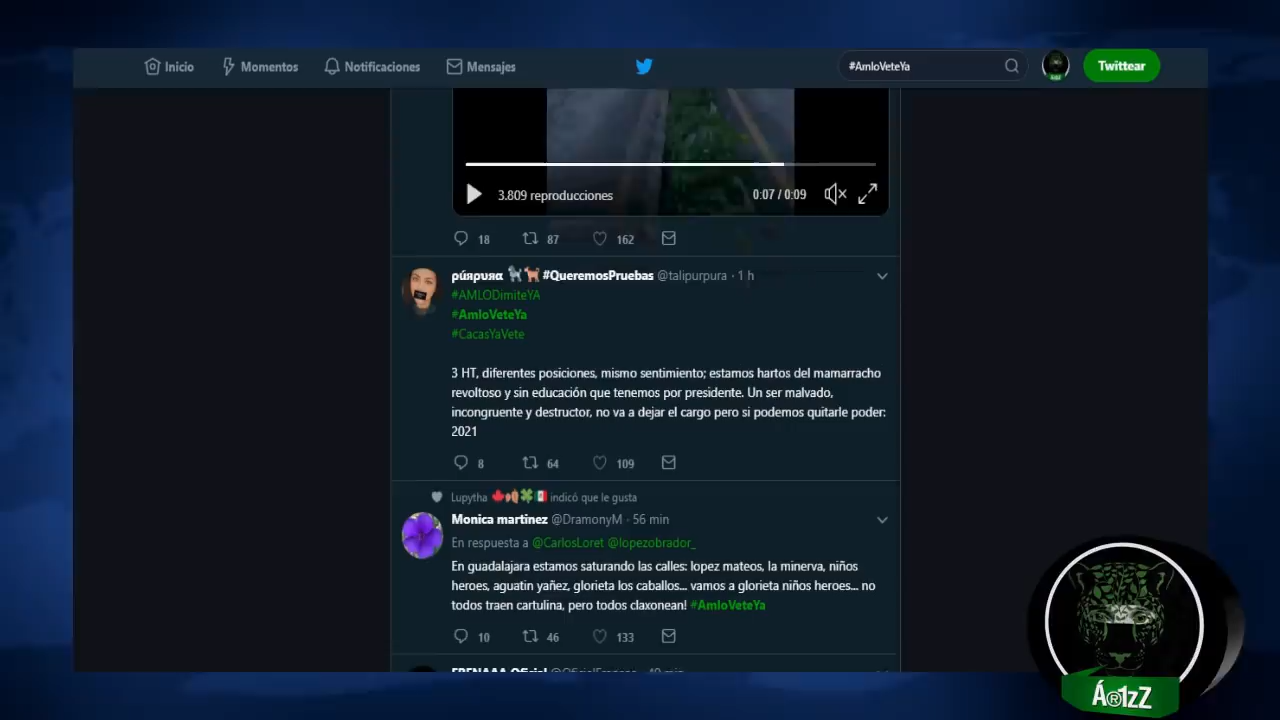 Inicio Momentos Notificaciones Mensajes #AmloVeteYa Twittear
3.809 reproducciones 0:07 / 0:09
18 87 162
ρúяρυяα #QueremosPruebas @talipurpura · 1 h
#AMLODimiteYA
#AmloVeteYa
#CacasYaVete
3 HT, diferentes posiciones, mismo sentimiento; estamos hartos del mamarracho
revoltoso y sin educación que tenemos por presidente. Un ser malvado,
incongruente y destructor, no va a dejar el cargo pero si podemos quitarle poder:
2021
8 64 109
Lupytha indicó que le gusta
Monica martinez @DramonyM · 56 min
En respuesta a @CarlosLoret @lopezobrador_
En guadalajara estamos saturando las calles: lopez mateos, la minerva, niños
heroes, aguatin yañez, glorieta los caballos... vamos a glorieta niños heroes... no
todos traen cartulina, pero todos claxonean! #AmloVeteYa
10 46 133
Á®1zZ